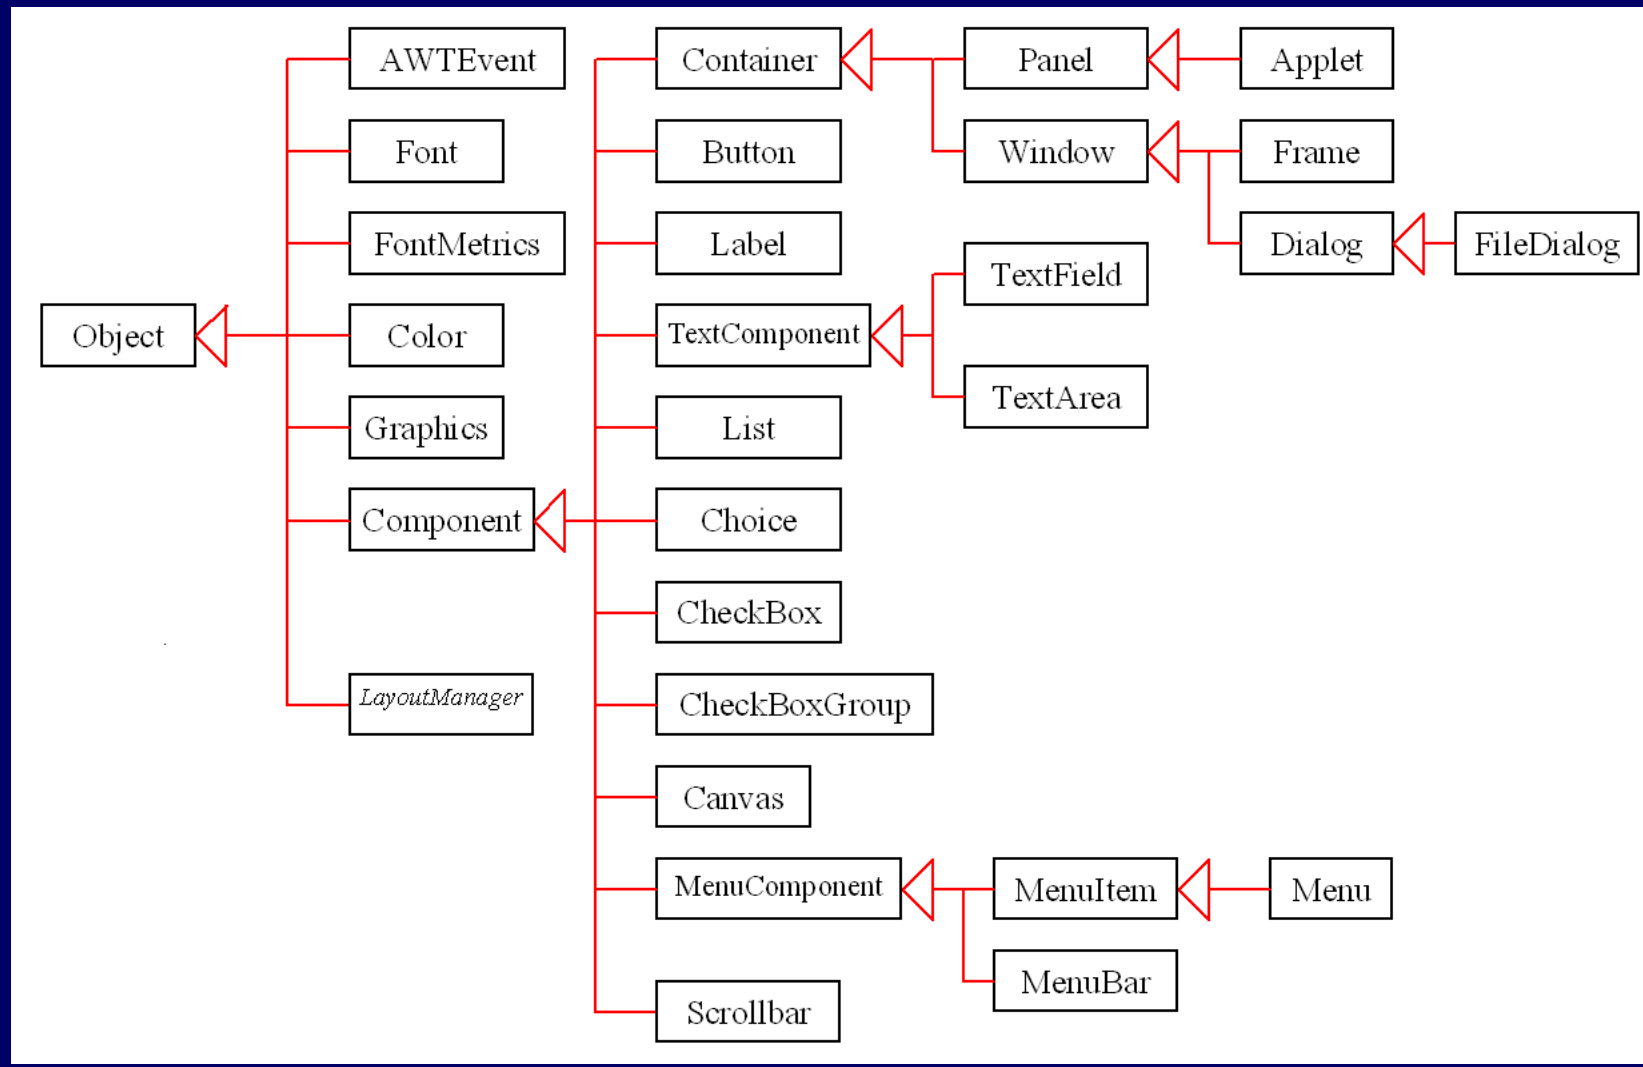 AWTEvent
Container
Panel
Applet
Font
Button
Window
Frame
FontMetrics
Label
Dialog
FileDialog
TextField
Object
Color
TextComponent
TextArea
Graphics
List
Component
Choice
CheckBox
LayoutManager
CheckBoxGroup
Canvas
MenuComponent
MenuItem
Menu
MenuBar
Scrollbar